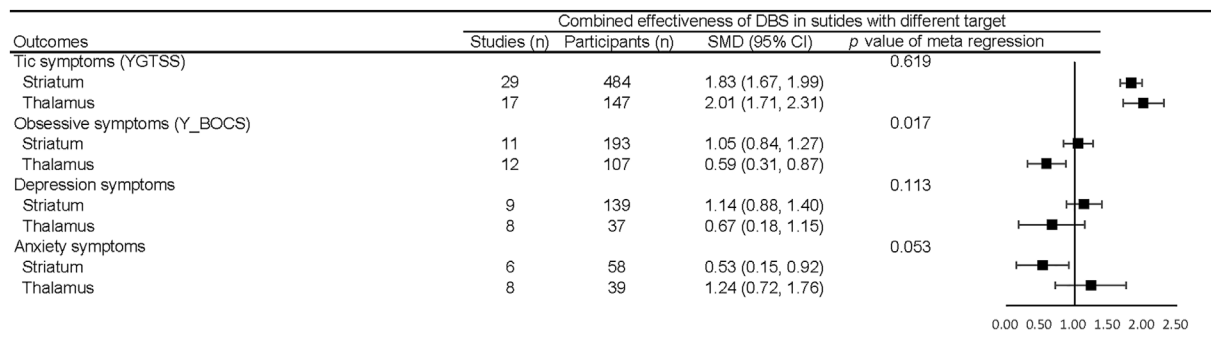 Combined effectiveness of DBS in sutides with different target
Outcomes Studies (n) Participants (n) SMD (95% CI) p value of meta regression
Tic symptoms (YGTSS) 0.619
Striatum 29 484 1.83 (1.67, 1.99)
Thalamus 17 147 2.01 (1.71, 2.31)
Obsessive symptoms (Y_BOCS) 0.017
Striatum 11 193 1.05 (0.84, 1.27)
Thalamus 12 107 0.59 (0.31, 0.87)
Depression symptoms 0.113
Striatum 9 139 1.14 (0.88, 1.40)
Thalamus 8 37 0.67 (0.18, 1.15)
Anxiety symptoms 0.053
Striatum 6 58 0.53 (0.15, 0.92)
Thalamus 8 39 1.24 (0.72, 1.76)
0.00 0.50 1.00 1.50 2.00 2.50